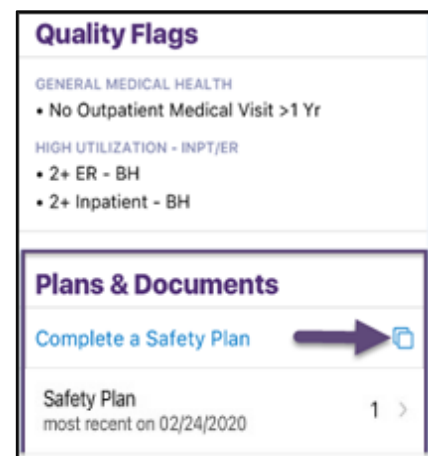 Quality Flags
GENERAL MEDICAL HEALTH
• No Outpatient Medical Visit >1 Yr
HIGH UTILIZATION - INPT/ER
• 2+ ER - BH
• 2+ Inpatient - BH
Plans & Documents
Complete a Safety Plan
Safety Plan 1
most recent on 02/24/2020